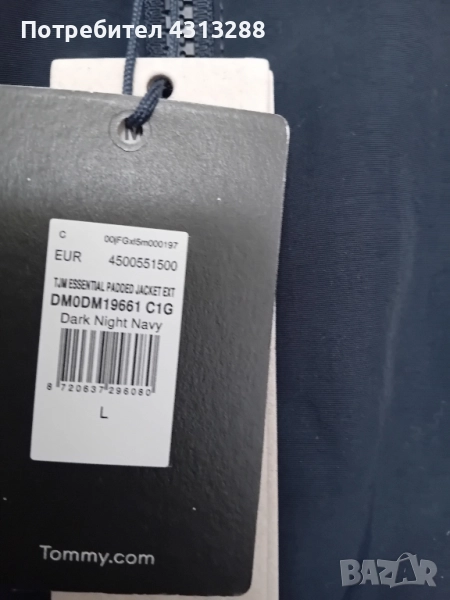 Потребител 4313288
C 00jFGxl5m000197
EUR 4500551500
TJM ESSENTIAL PADDED JACKET EXT
DM0DM19661 C1G
Dark Night Navy
8 720637 296080
L
Tommy.com
BAZAR